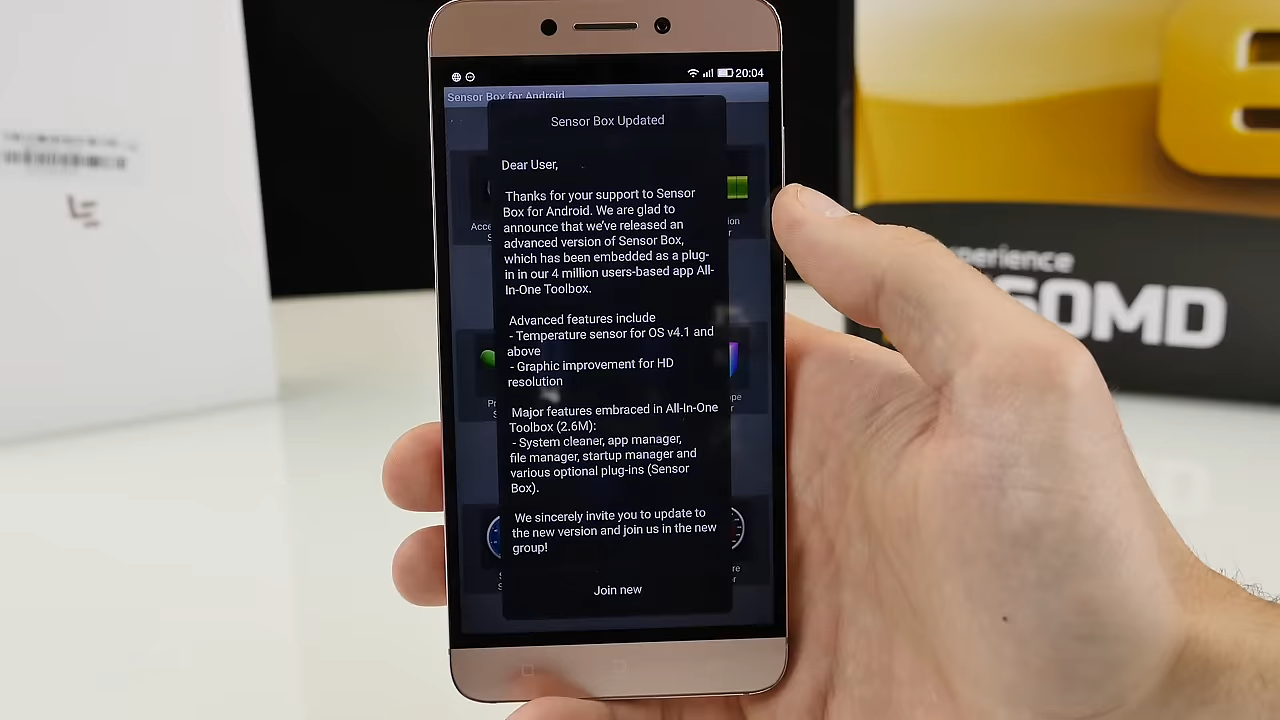 20:04
Sensor Box for Android
Sensor Box Updated
Dear User,
Thanks for your support to Sensor
Box for Android. We are glad to
announce that we've released an
advanced version of Sensor Box,
which has been embedded as a plug-
in in our 4 million users-based app All-
In-One Toolbox.
Advanced features include
- Temperature sensor for OS v4.1 and
above
- Graphic improvement for HD
resolution
Major features embraced in All-In-One
Toolbox (2.6M):
- System cleaner, app manager,
file manager, startup manager and
various optional plug-ins (Sensor
Box).
We sincerely invite you to update to
the new version and join us in the new
group!
Join new